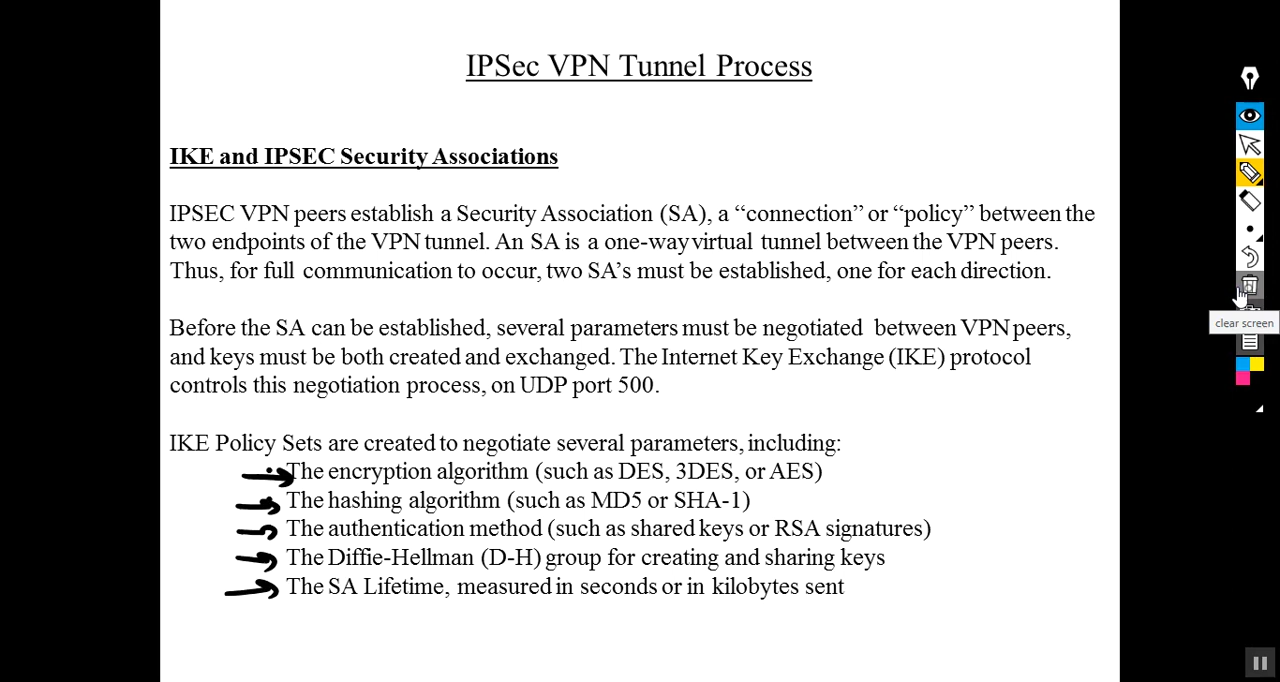 IPSec VPN Tunnel Process
IKE and IPSEC Security Associations
IPSEC VPN peers establish a Security Association (SA), a “connection” or “policy” between the
two endpoints of the VPN tunnel. An SA is a one-way virtual tunnel between the VPN peers.
Thus, for full communication to occur, two SA’s must be established, one for each direction.
Before the SA can be established, several parameters must be negotiated between VPN peers,
and keys must be both created and exchanged. The Internet Key Exchange (IKE) protocol
controls this negotiation process, on UDP port 500.
IKE Policy Sets are created to negotiate several parameters, including:
The encryption algorithm (such as DES, 3DES, or AES)
The hashing algorithm (such as MD5 or SHA-1)
The authentication method (such as shared keys or RSA signatures)
The Diffie-Hellman (D-H) group for creating and sharing keys
The SA Lifetime, measured in seconds or in kilobytes sent
clear screen